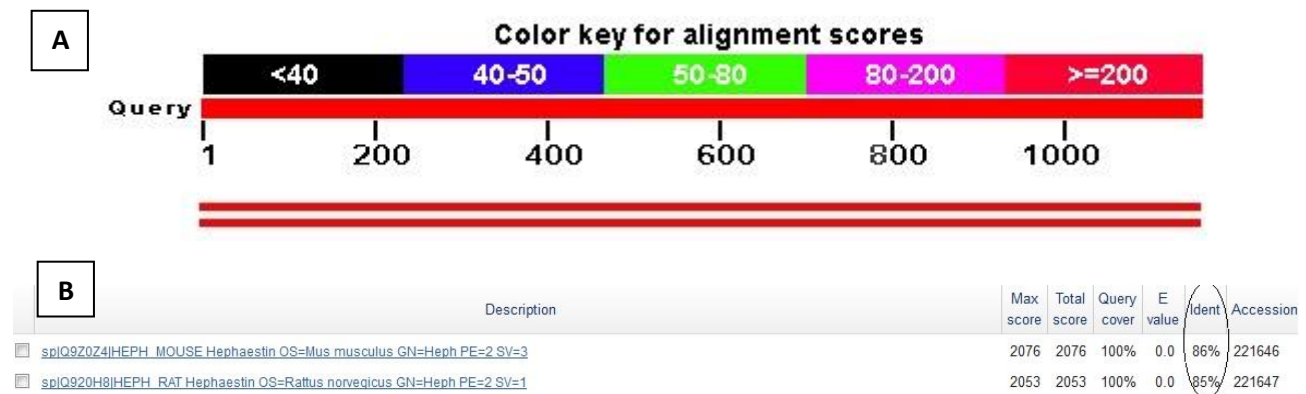 A
Color key for alignment scores
<40 40-50 50-80 80-200 >=200
Query
1 200 400 600 800 1000
B
Description Max score Total score Query cover E value Ident Accession
sp|Q9Z0Z4|HEPH_MOUSE Hephaestin OS=Mus musculus GN=Heph PE=2 SV=3 2076 2076 100% 0.0 86% 221646
sp|Q920H8|HEPH_RAT Hephaestin OS=Rattus norvegicus GN=Heph PE=2 SV=1 2053 2053 100% 0.0 85% 221647